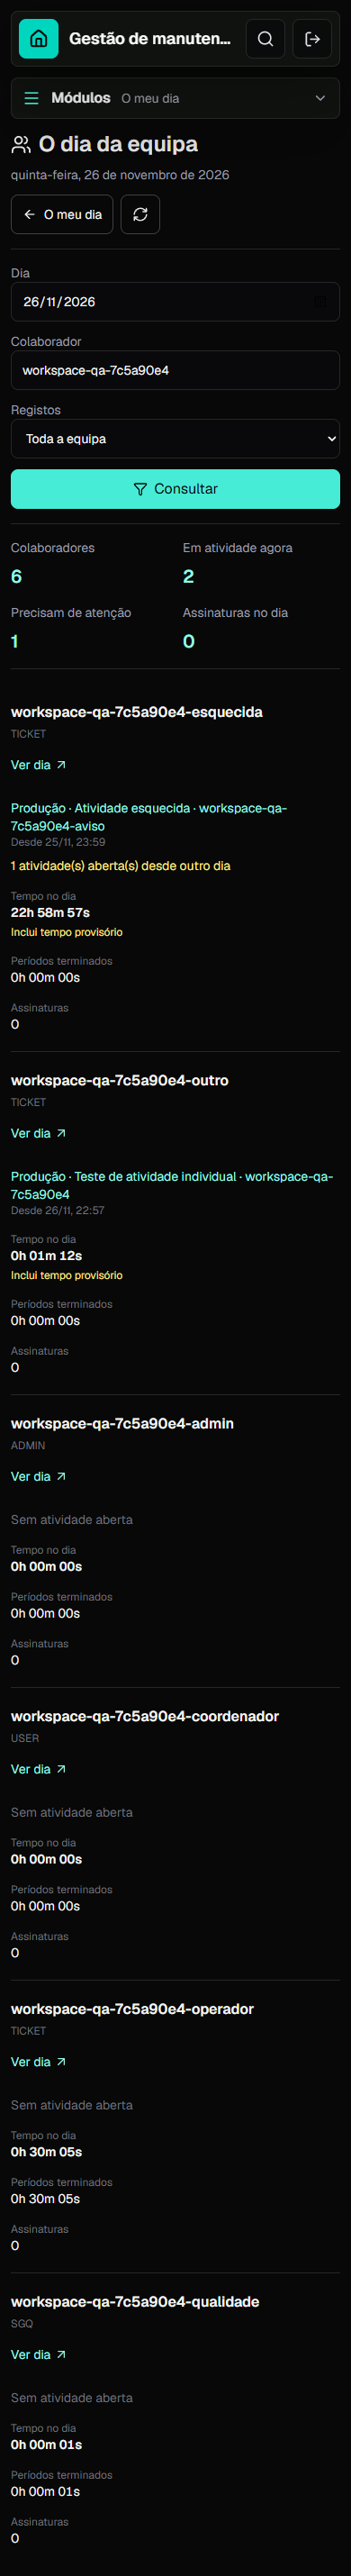 Gestão de manuten...
Módulos O meu dia
O dia da equipa
quinta-feira, 26 de novembro de 2026
O meu dia
Dia
26/11/2026
Colaborador
workspace-qa-7c5a90e4
Registos
Toda a equipa
Consultar
Colaboradores Em atividade agora
6 2
Precisam de atenção Assinaturas no dia
1 0
workspace-qa-7c5a90e4-esquecida
TICKET
Ver dia
Produção · Atividade esquecida · workspace-qa-
7c5a90e4-aviso
Desde 25/11, 23:59
1 atividade(s) aberta(s) desde outro dia
Tempo no dia
22h 58m 57s
Inclui tempo provisório
Períodos terminados
0h 00m 00s
Assinaturas
0
workspace-qa-7c5a90e4-outro
TICKET
Ver dia
Produção · Teste de atividade individual · workspace-qa-
7c5a90e4
Desde 26/11, 22:57
Tempo no dia
0h 01m 12s
Inclui tempo provisório
Períodos terminados
0h 00m 00s
Assinaturas
0
workspace-qa-7c5a90e4-admin
ADMIN
Ver dia
Sem atividade aberta
Tempo no dia
0h 00m 00s
Períodos terminados
0h 00m 00s
Assinaturas
0
workspace-qa-7c5a90e4-coordenador
USER
Ver dia
Sem atividade aberta
Tempo no dia
0h 00m 00s
Períodos terminados
0h 00m 00s
Assinaturas
0
workspace-qa-7c5a90e4-operador
TICKET
Ver dia
Sem atividade aberta
Tempo no dia
0h 30m 05s
Períodos terminados
0h 30m 05s
Assinaturas
0
workspace-qa-7c5a90e4-qualidade
SGQ
Ver dia
Sem atividade aberta
Tempo no dia
0h 00m 01s
Períodos terminados
0h 00m 01s
Assinaturas
0